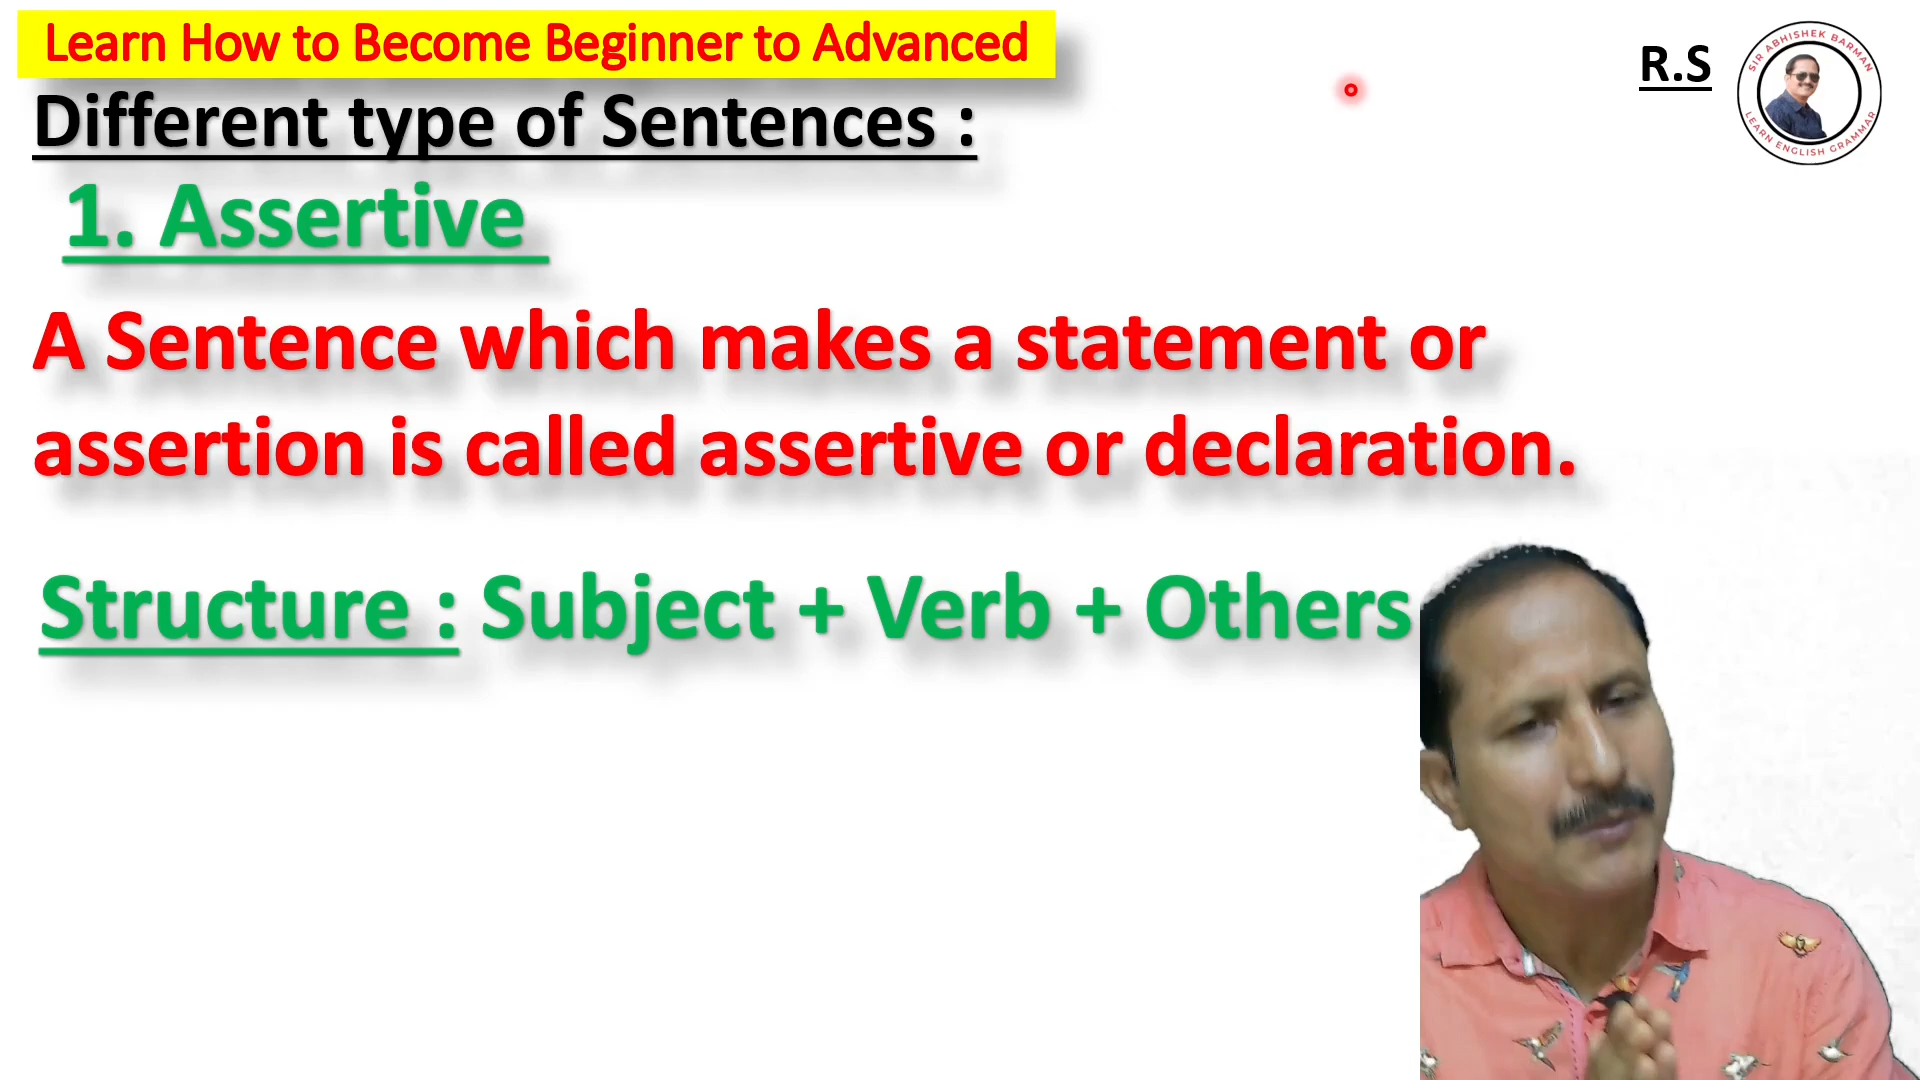 Learn How to Become Beginner to Advanced
R.S
SIR ABHISHEK BARMAN
LEARN ENGLISH GRAMMAR
Different type of Sentences :
1. Assertive
A Sentence which makes a statement or
assertion is called assertive or declaration.
Structure : Subject + Verb + Others